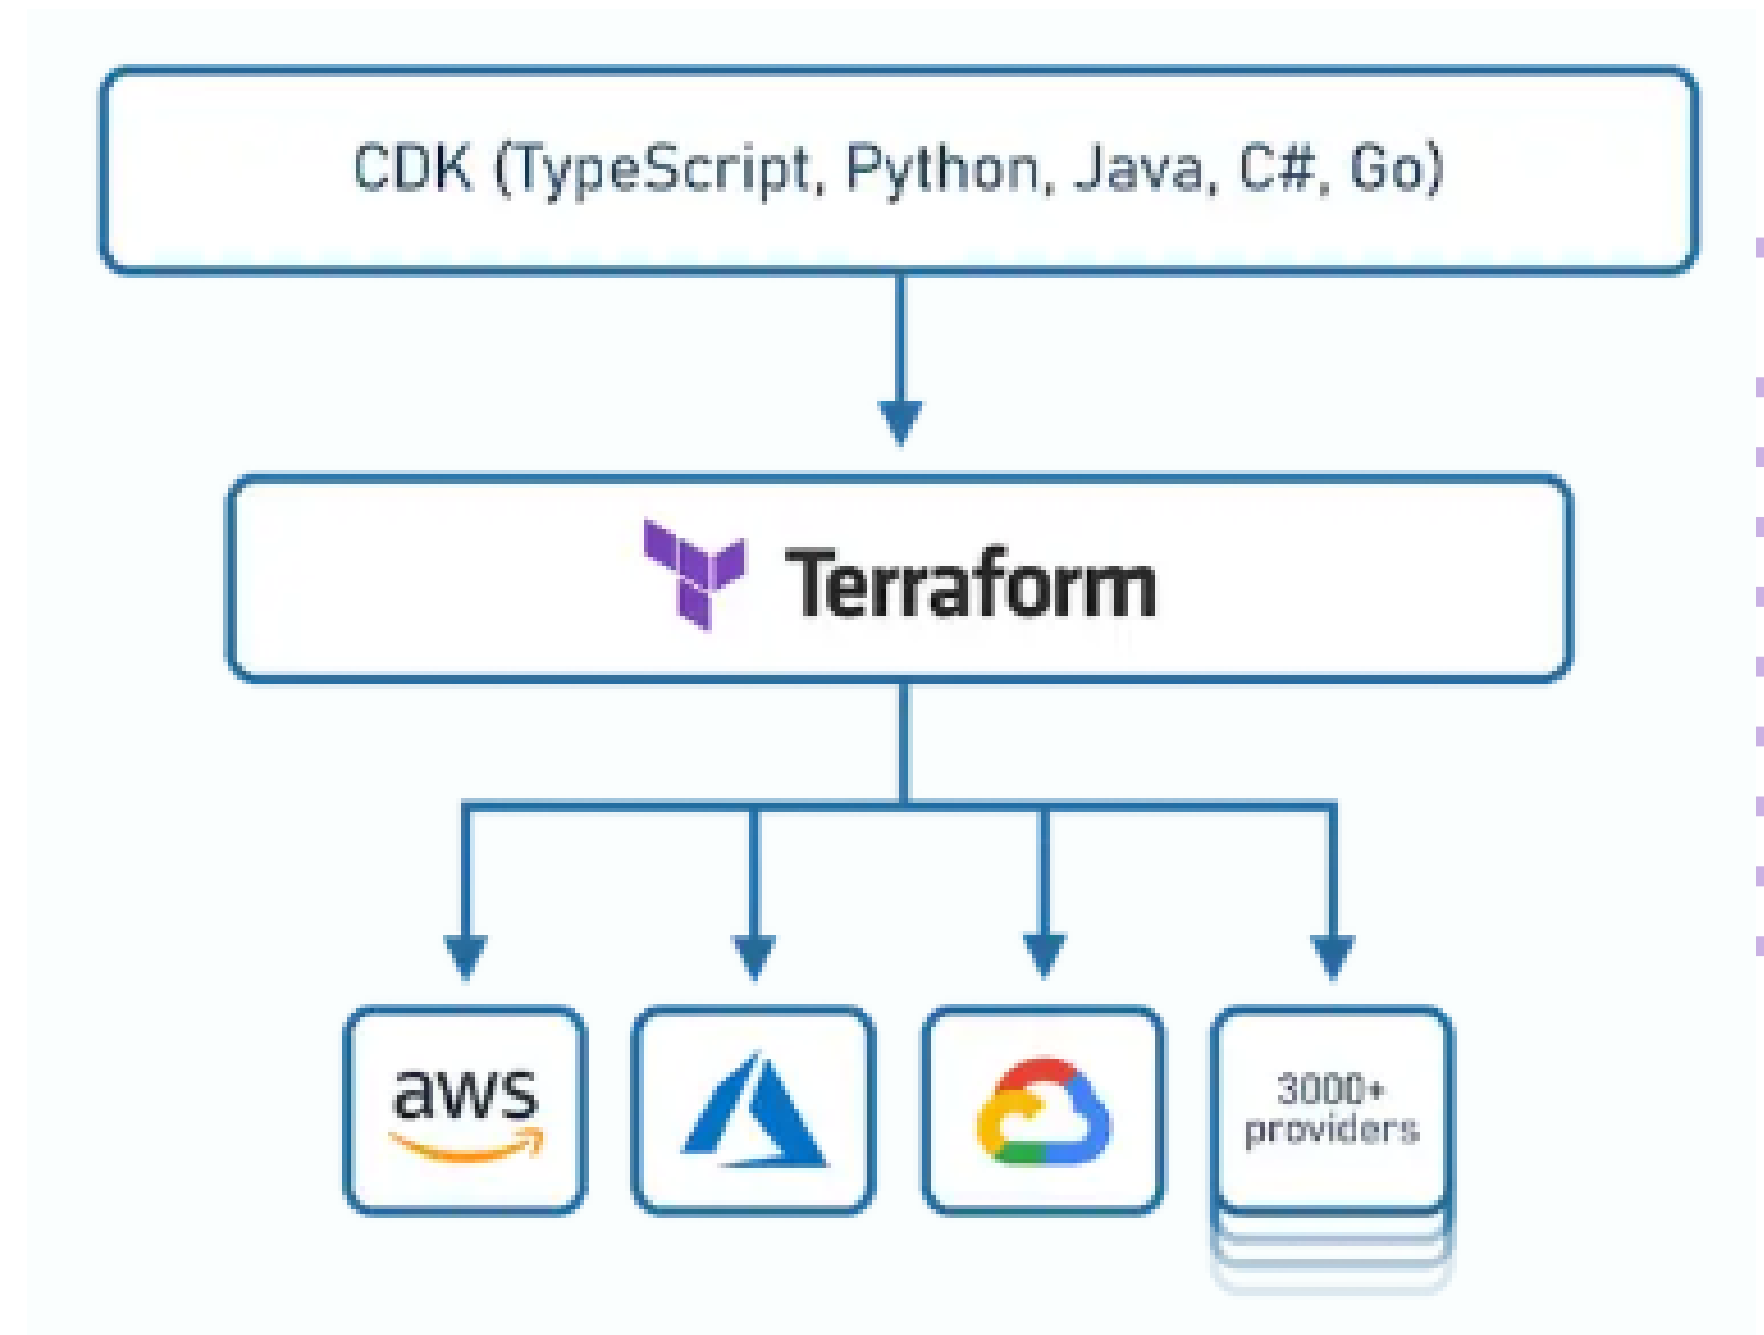 CDK (TypeScript, Python, Java, C#, Go)
Terraform
aws
3000+
providers